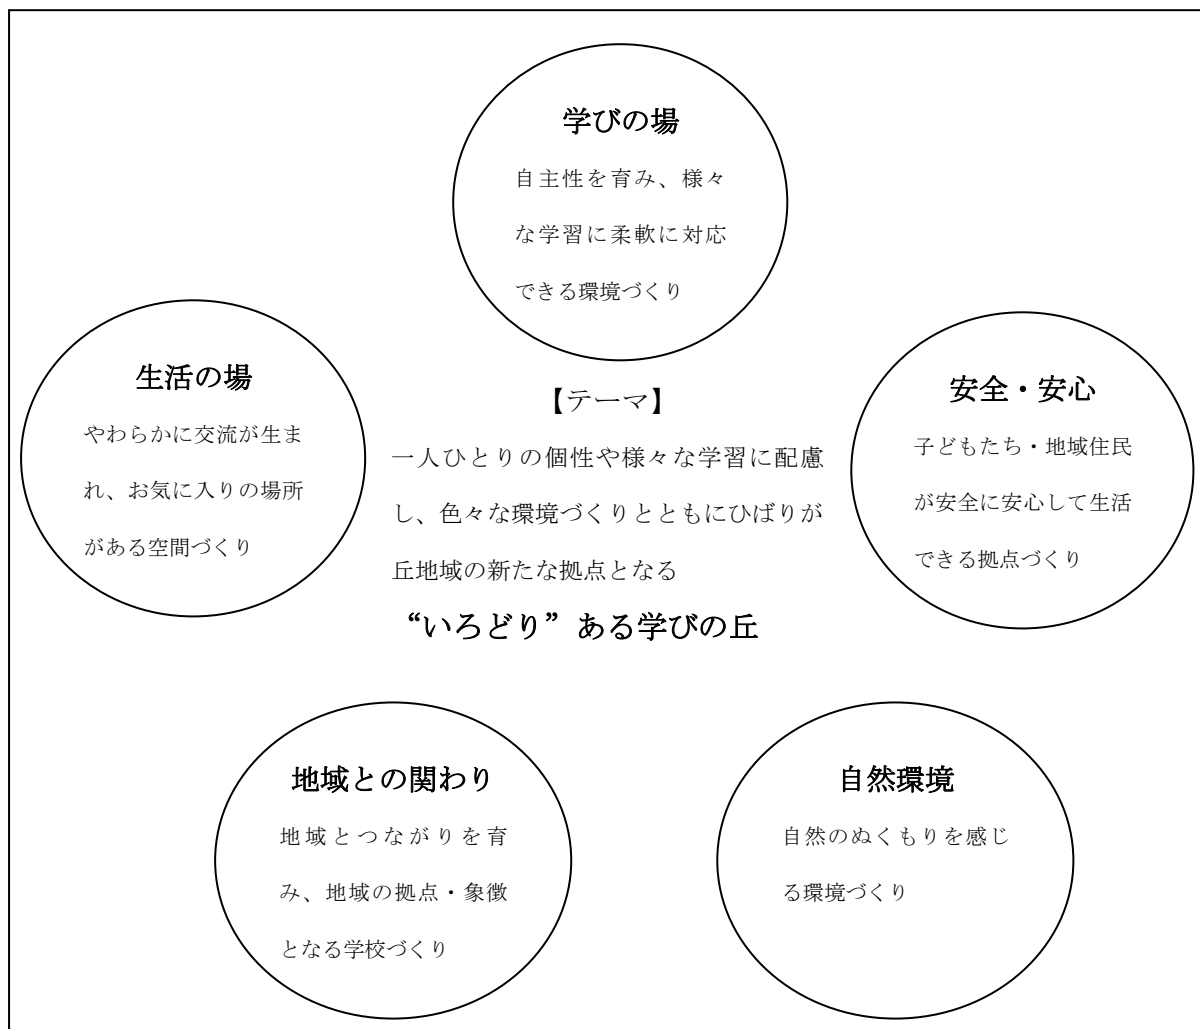 学びの場
自主性を育み、様々
な学習に柔軟に対応
できる環境づくり
生活の場
やわらかに交流が生ま
れ、お気に入りの場所
がある空間づくり
【テーマ】
一人ひとりの個性や様々な学習に配慮
し、色々な環境づくりとともにひばりが
丘地域の新たな拠点となる
“いろどり”ある学びの丘
安全・安心
子どもたち・地域住民
が安全に安心して生活
できる拠点づくり
地域との関わり
地域とつながりを育
み、地域の拠点・象徴
となる学校づくり
自然環境
自然のぬくもりを感じ
る環境づくり